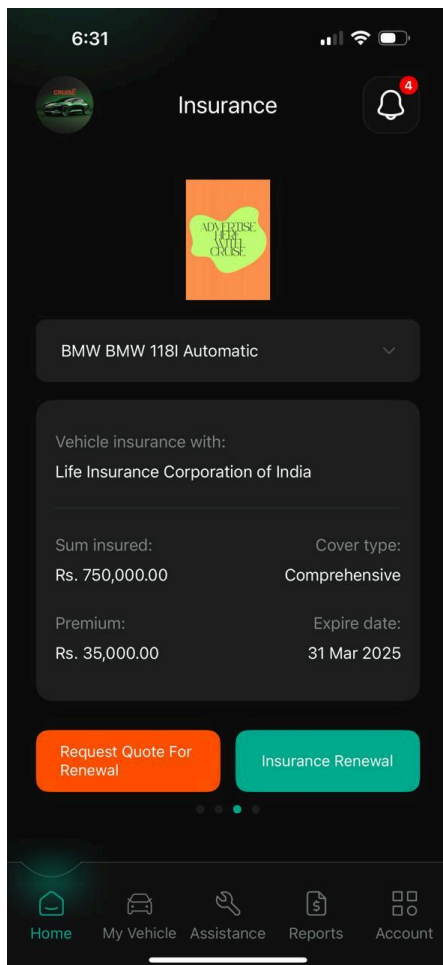 6:31
CRUISE
Insurance
4
ADVERTISE
HERE
WITH
CRUISE
BMW BMW 118I Automatic
Vehicle insurance with:
Life Insurance Corporation of India
Sum insured: Cover type:
Rs. 750,000.00 Comprehensive
Premium: Expire date:
Rs. 35,000.00 31 Mar 2025
Request Quote For
Renewal
Insurance Renewal
Home My Vehicle Assistance Reports Account